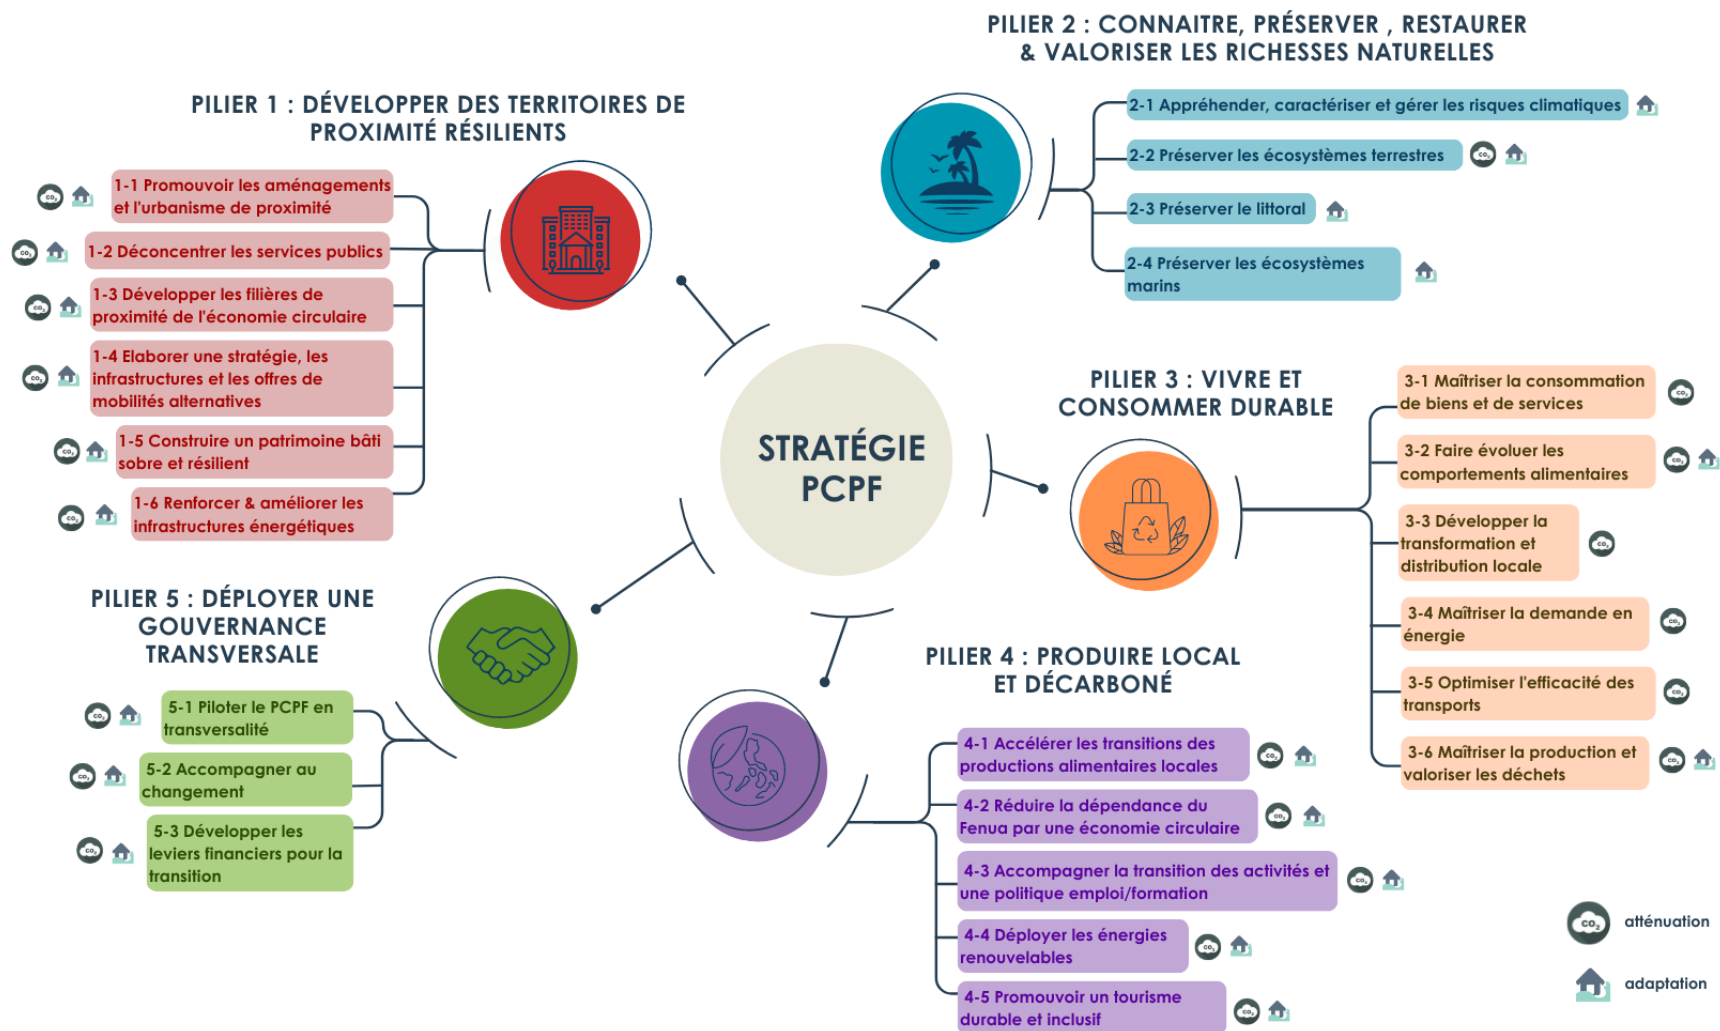 PILIER 1 : DÉVELOPPER DES TERRITOIRES DE
PROXIMITÉ RÉSILIENTS
1-1 Promouvoir les aménagements
et l'urbanisme de proximité
1-2 Déconcentrer les services publics
1-3 Développer les filières de
proximité de l'économie circulaire
1-4 Elaborer une stratégie, les
infrastructures et les offres de
mobilités alternatives
1-5 Construire un patrimoine bâti
sobre et résilient
1-6 Renforcer & améliorer les
infrastructures énergétiques
PILIER 2 : CONNAITRE, PRÉSERVER , RESTAURER
& VALORISER LES RICHESSES NATURELLES
2-1 Appréhender, caractériser et gérer les risques climatiques
2-2 Préserver les écosystèmes terrestres
2-3 Préserver le littoral
2-4 Préserver les écosystèmes
marins
STRATÉGIE
PCPF
PILIER 3 : VIVRE ET
CONSOMMER DURABLE
3-1 Maîtriser la consommation
de biens et de services
3-2 Faire évoluer les
comportements alimentaires
3-3 Développer la
transformation et
distribution locale
3-4 Maîtriser la demande en
énergie
3-5 Optimiser l'efficacité des
transports
3-6 Maîtriser la production et
valoriser les déchets
PILIER 4 : PRODUIRE LOCAL
ET DÉCARBONÉ
4-1 Accélérer les transitions des
productions alimentaires locales
4-2 Réduire la dépendance du
Fenua par une économie circulaire
4-3 Accompagner la transition des activités et
une politique emploi/formation
4-4 Déployer les énergies
renouvelables
4-5 Promouvoir un tourisme
durable et inclusif
PILIER 5 : DÉPLOYER UNE
GOUVERNANCE
TRANSVERSALE
5-1 Piloter le PCPF en
transversalité
5-2 Accompagner au
changement
5-3 Développer les
leviers financiers pour la
transition
CO₂ atténuation
adaptation